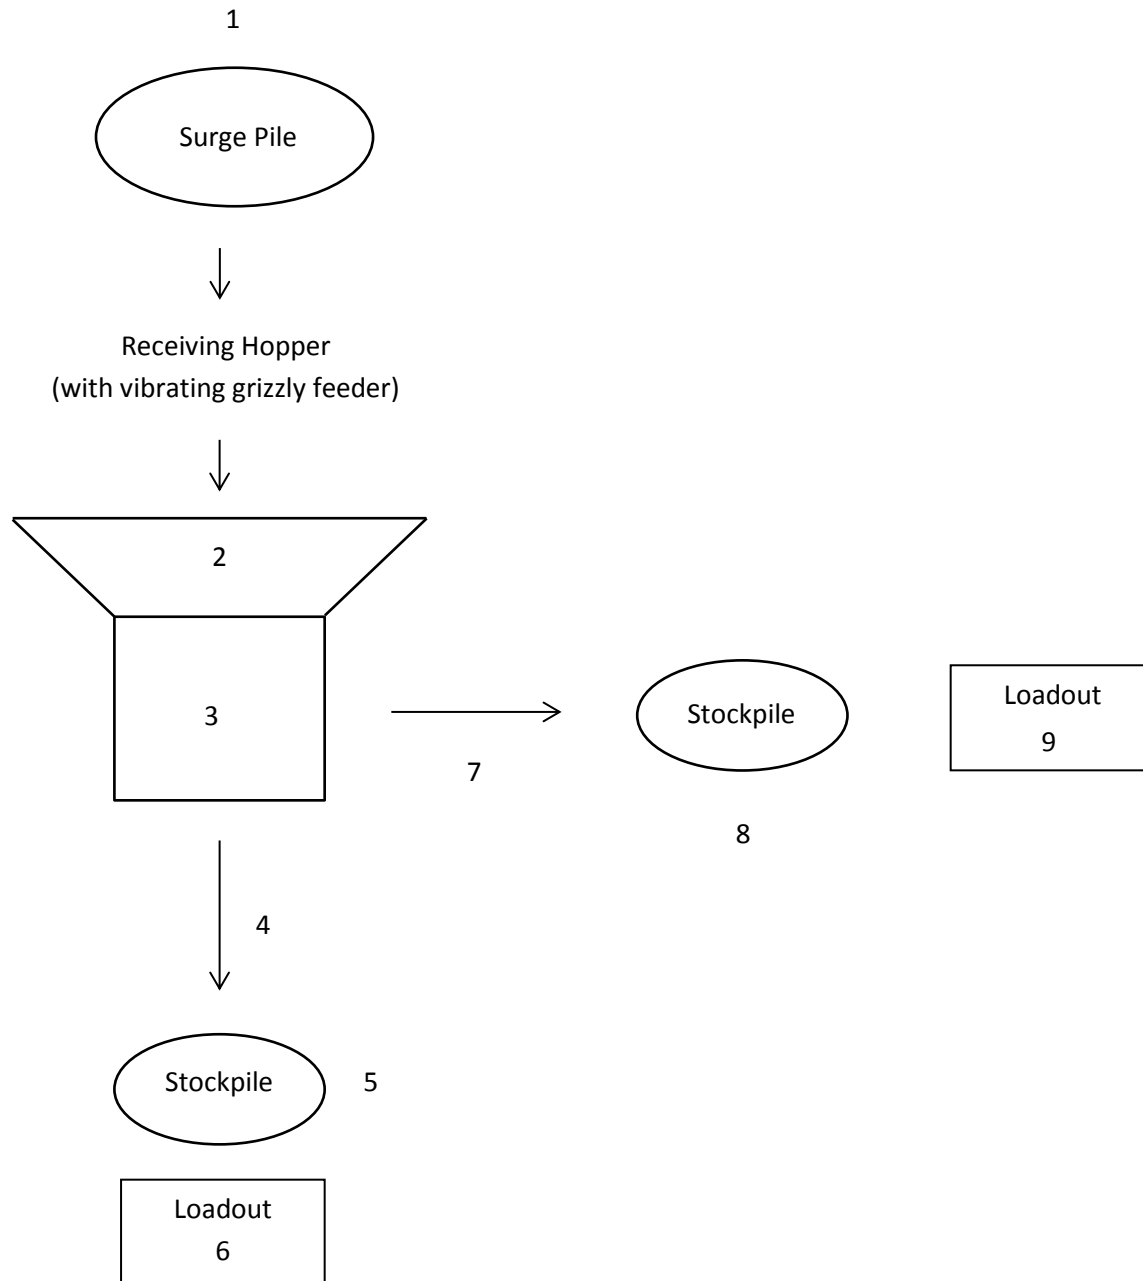 1
Surge Pile
Receiving Hopper
(with vibrating grizzly feeder)
2
3
7
Stockpile
8
Loadout
9
4
Stockpile
5
Loadout
6